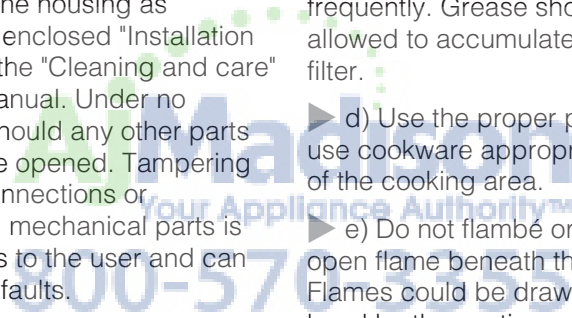 ne housing as
enclosed "Installation
the "Cleaning and care"
anual. Under no
hould any other parts
e opened. Tampering
nnections or
mechanical parts is
s to the user and can
faults.
frequently. Grease sho
allowed to accumulate
filter.
▶ d) Use the proper p
use cookware appropr
of the cooking area.
▶ e) Do not flambé or
open flame beneath th
Flames could be draw
AjMadison
Your Appliance Authority™
800-570-3355